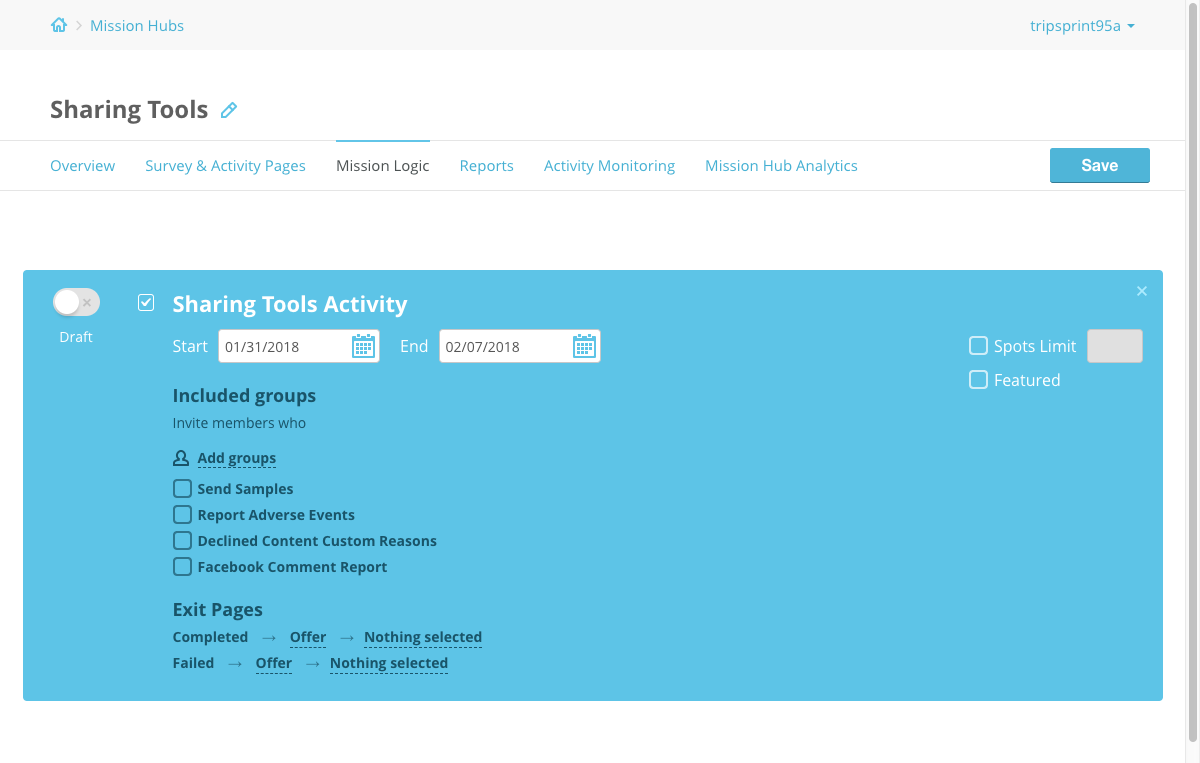 Mission Hubs
tripsprint95a
Sharing Tools
Overview
Survey & Activity Pages
Mission Logic
Reports
Activity Monitoring
Mission Hub Analytics
Save
Sharing Tools Activity
Draft
Start
01/31/2018
End
02/07/2018
Spots Limit
Featured
Included groups
Invite members who
Add groups
Send Samples
Report Adverse Events
Declined Content Custom Reasons
Facebook Comment Report
Exit Pages
Completed → Offer → Nothing selected
Failed → Offer → Nothing selected